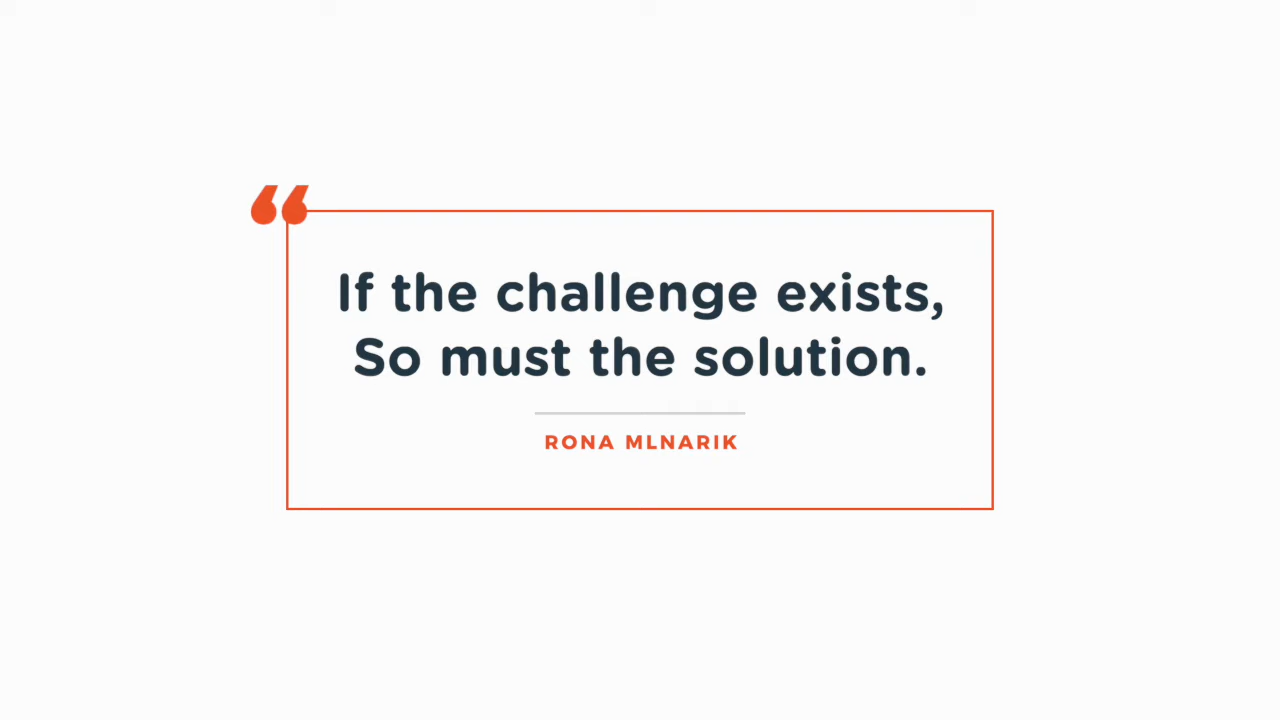 “
If the challenge exists,
So must the solution.
RONA MLNARIK